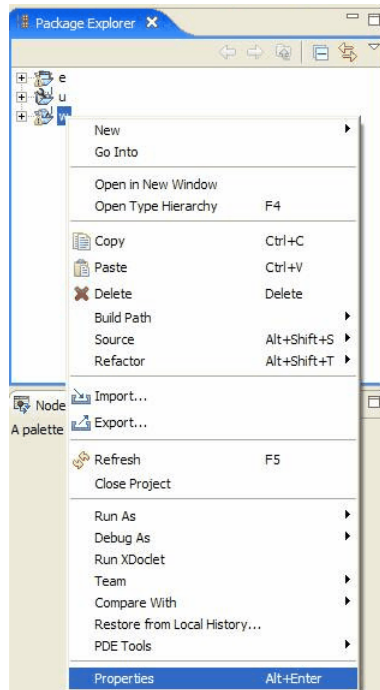 Package Explorer
e
u
w
New
Go Into
Open in New Window
Open Type Hierarchy F4
Copy Ctrl+C
Paste Ctrl+V
Delete Delete
Build Path
Source Alt+Shift+S
Refactor Alt+Shift+T
Import...
Export...
Node
A palette
Refresh F5
Close Project
Run As
Debug As
Run XDoclet
Team
Compare With
Restore from Local History...
PDE Tools
Properties Alt+Enter